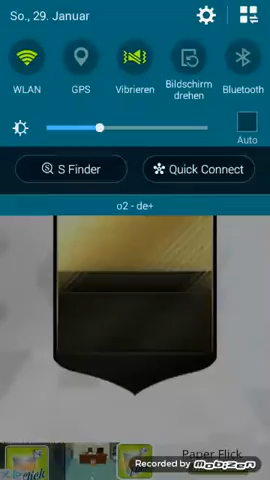 So., 29. Januar
WLAN
GPS
Vibrieren
Bildschirm
drehen
Bluetooth
Auto
S Finder
Quick Connect
o2 - de+
Paper Flick
Recorded by
mobizen